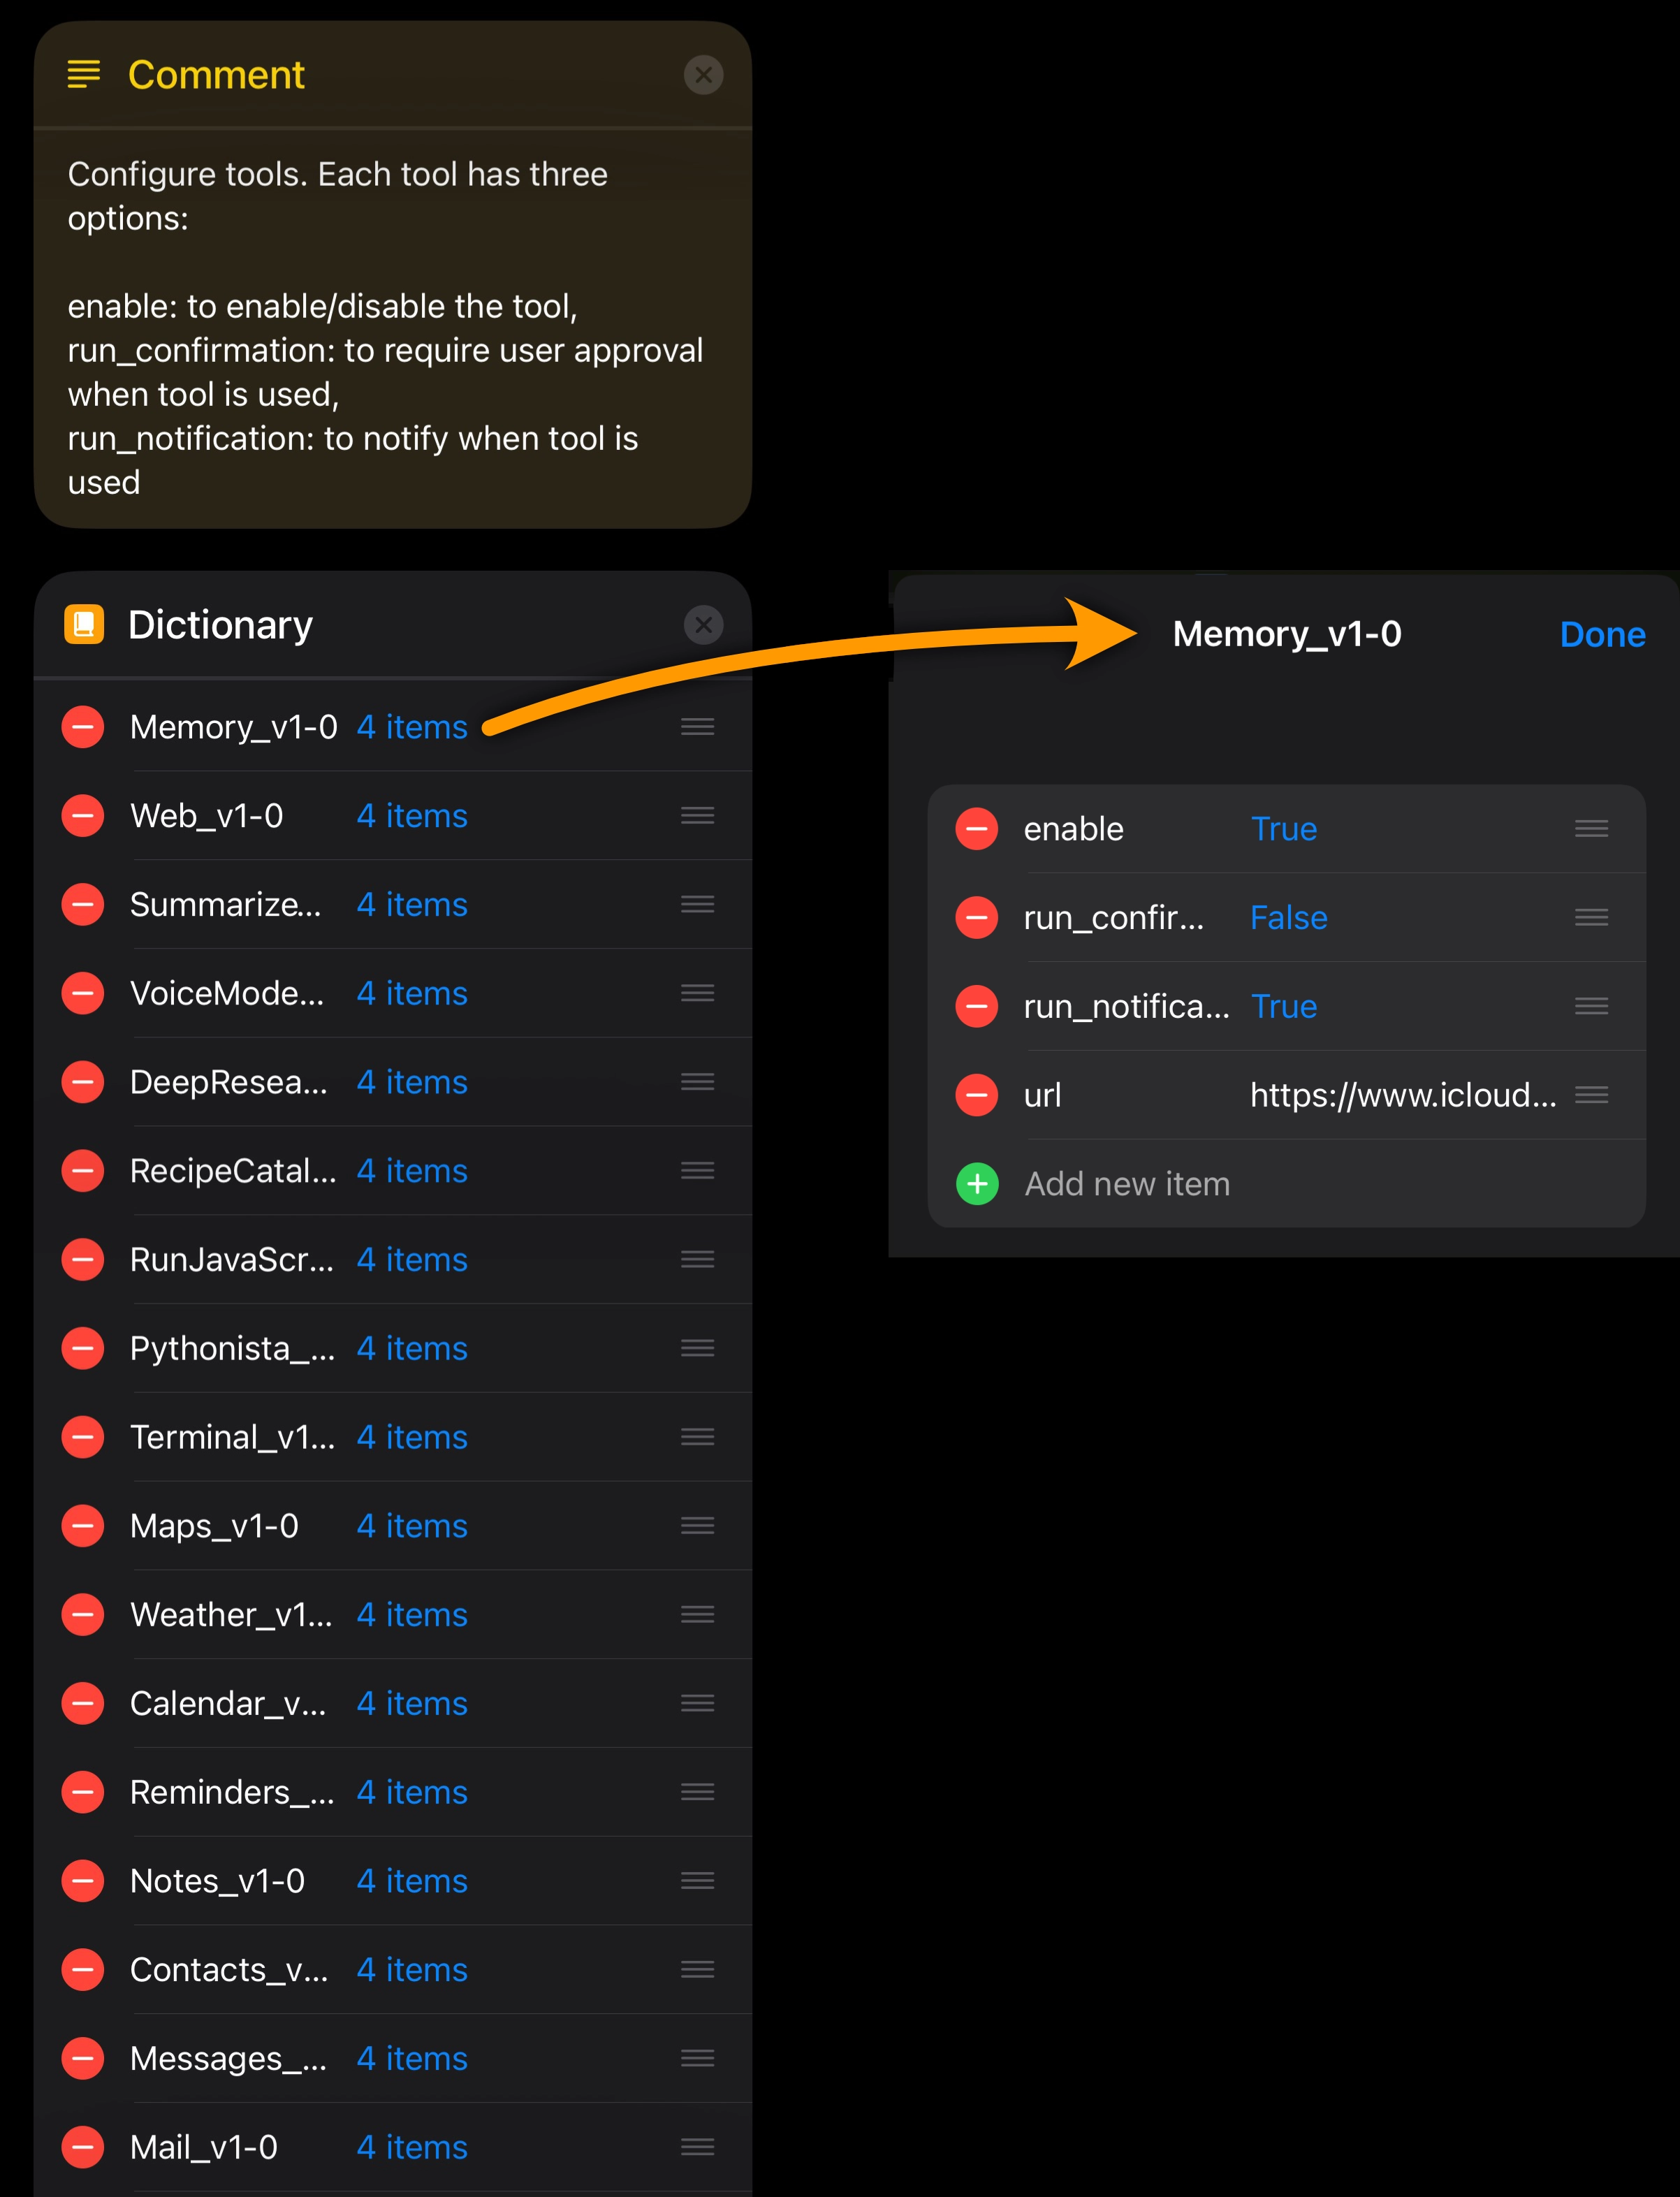 Comment
Configure tools. Each tool has three
options:
enable: to enable/disable the tool,
run_confirmation: to require user approval
when tool is used,
run_notification: to notify when tool is
used
Dictionary
Memory_v1-0 4 items
Web_v1-0 4 items
Summarize... 4 items
VoiceMode... 4 items
DeepResea... 4 items
RecipeCatal... 4 items
RunJavaScr... 4 items
Pythonista_... 4 items
Terminal_v1... 4 items
Maps_v1-0 4 items
Weather_v1... 4 items
Calendar_v... 4 items
Reminders_... 4 items
Notes_v1-0 4 items
Contacts_v... 4 items
Messages_... 4 items
Mail_v1-0 4 items
Memory_v1-0 Done
enable True
run_confir... False
run_notifica... True
url https://www.icloud...
Add new item